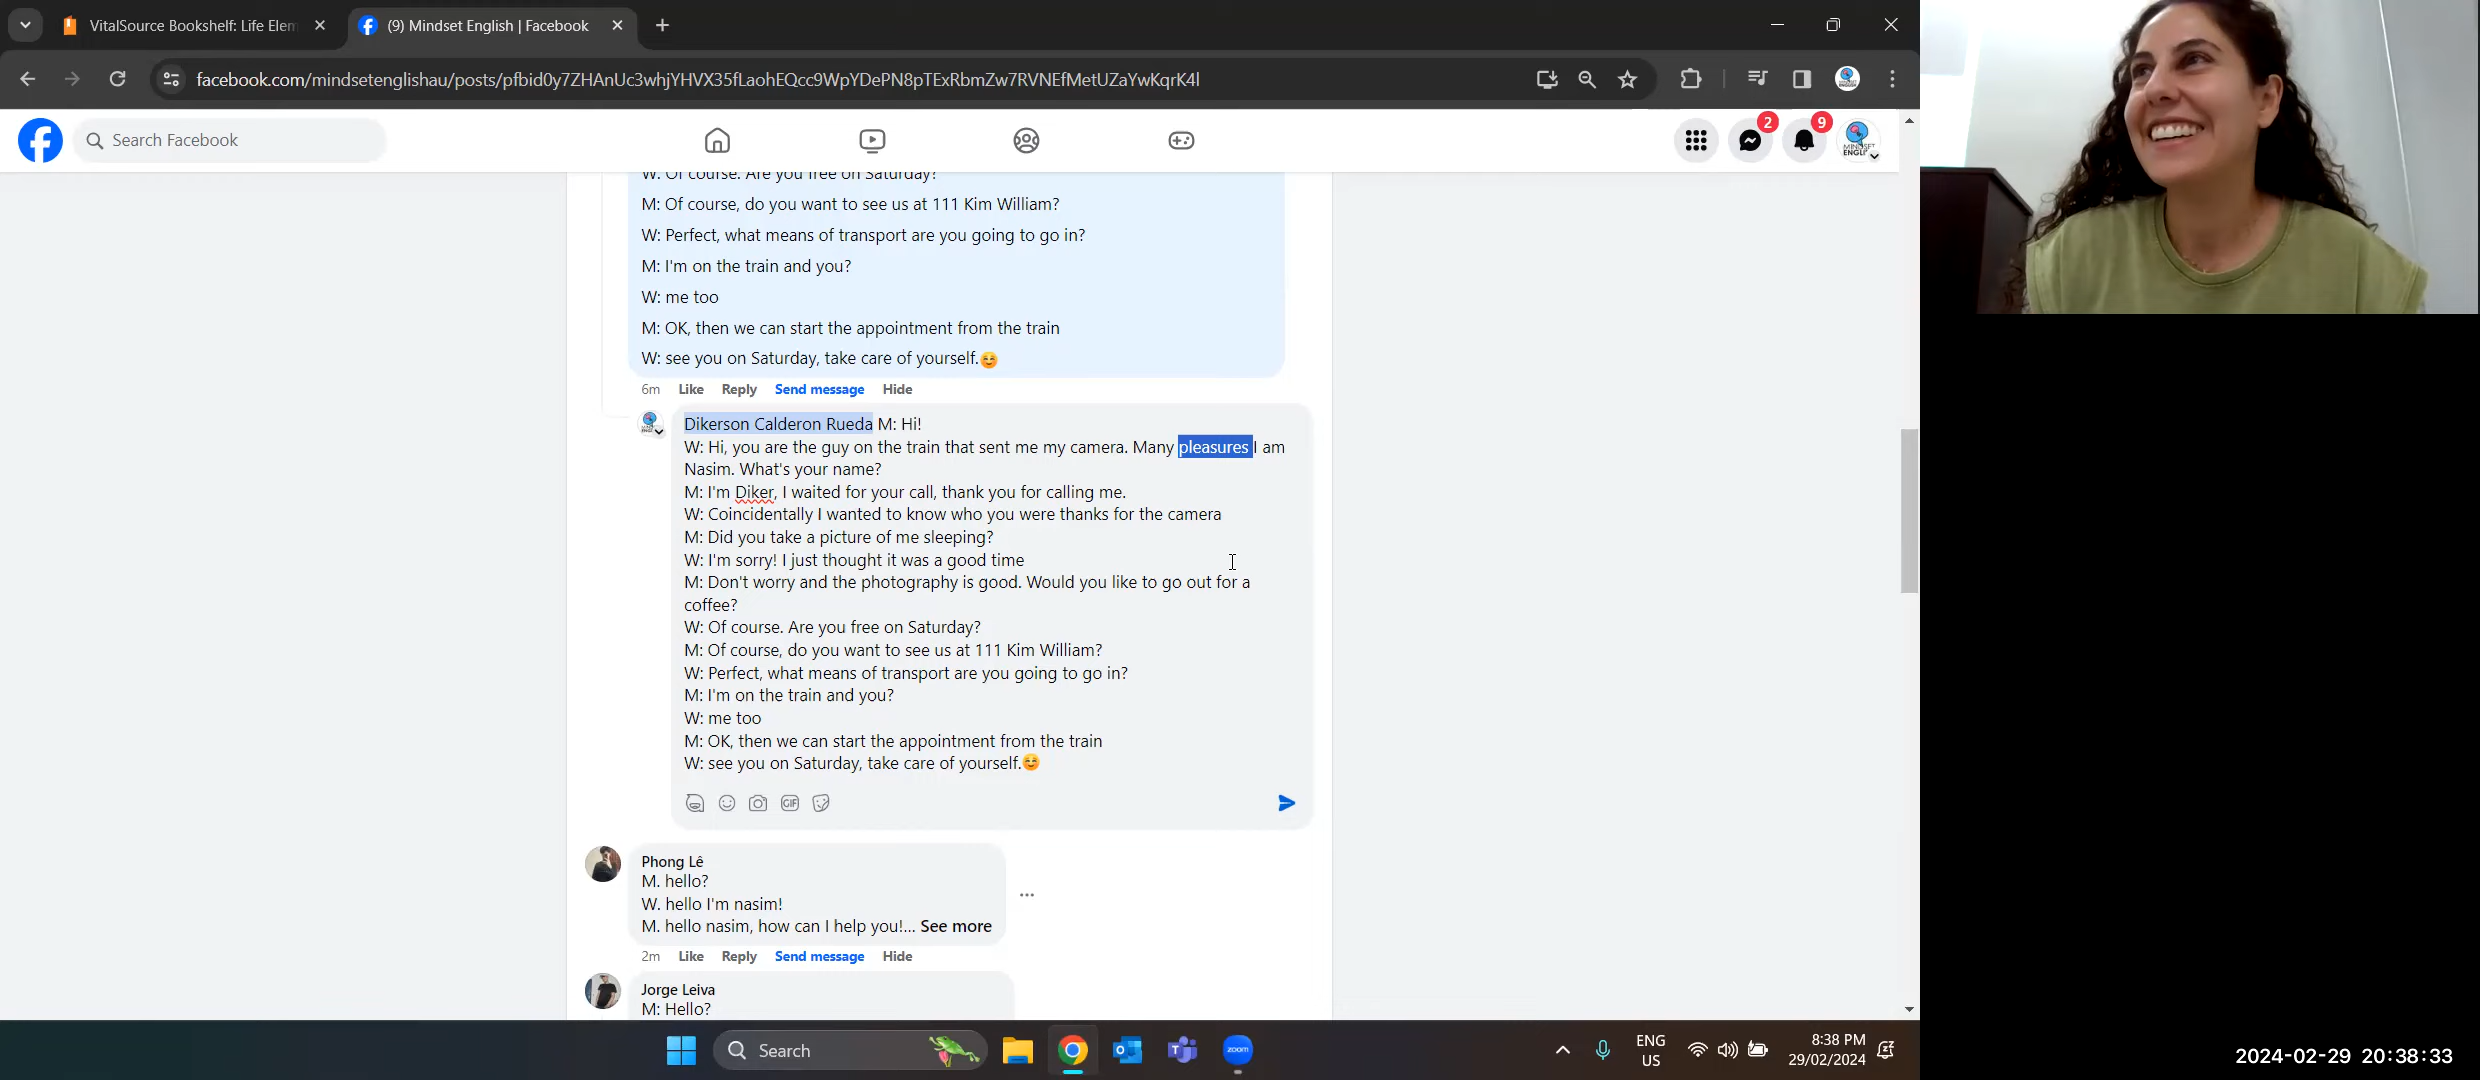 VitalSource Bookshelf: Life Elem
(9) Mindset English | Facebook
facebook.com/mindsetenglishau/posts/pfbid0y7ZHAnUc3whjYHVX35fLaohEQcc9WpYDePN8pTExRbmZw7RVNEfMetUZaYwKqrK4l
Search Facebook
2
9
MINDSET
ENGLI
W: Of course. Are you free on Saturday?
M: Of course, do you want to see us at 111 Kim William?
W: Perfect, what means of transport are you going to go in?
M: I'm on the train and you?
W: me too
M: OK, then we can start the appointment from the train
W: see you on Saturday, take care of yourself.😊
6m Like Reply Send message Hide
Dikerson Calderon Rueda M: Hi!
W: Hi, you are the guy on the train that sent me my camera. Many pleasures I am
Nasim. What's your name?
M: I'm Diker, I waited for your call, thank you for calling me.
W: Coincidentally I wanted to know who you were thanks for the camera
M: Did you take a picture of me sleeping?
W: I'm sorry! I just thought it was a good time
M: Don't worry and the photography is good. Would you like to go out for a
coffee?
W: Of course. Are you free on Saturday?
M: Of course, do you want to see us at 111 Kim William?
W: Perfect, what means of transport are you going to go in?
M: I'm on the train and you?
W: me too
M: OK, then we can start the appointment from the train
W: see you on Saturday, take care of yourself.😊
GIF
Phong Lê
M. hello?
W. hello I'm nasim!
M. hello nasim, how can I help you!... See more
2m Like Reply Send message Hide
Jorge Leiva
M: Hello?
Search
zoom
ENG
US
8:38 PM
29/02/2024
2024-02-29 20:38:33